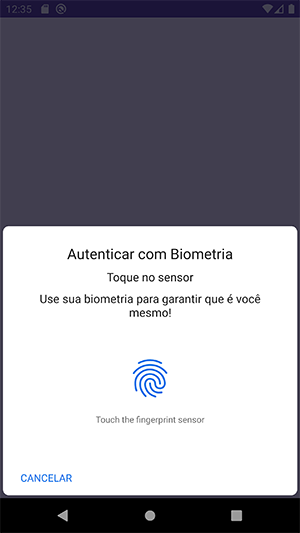 12:35
Autenticar com Biometria
Toque no sensor
Use sua biometria para garantir que é você
mesmo!
Touch the fingerprint sensor
CANCELAR